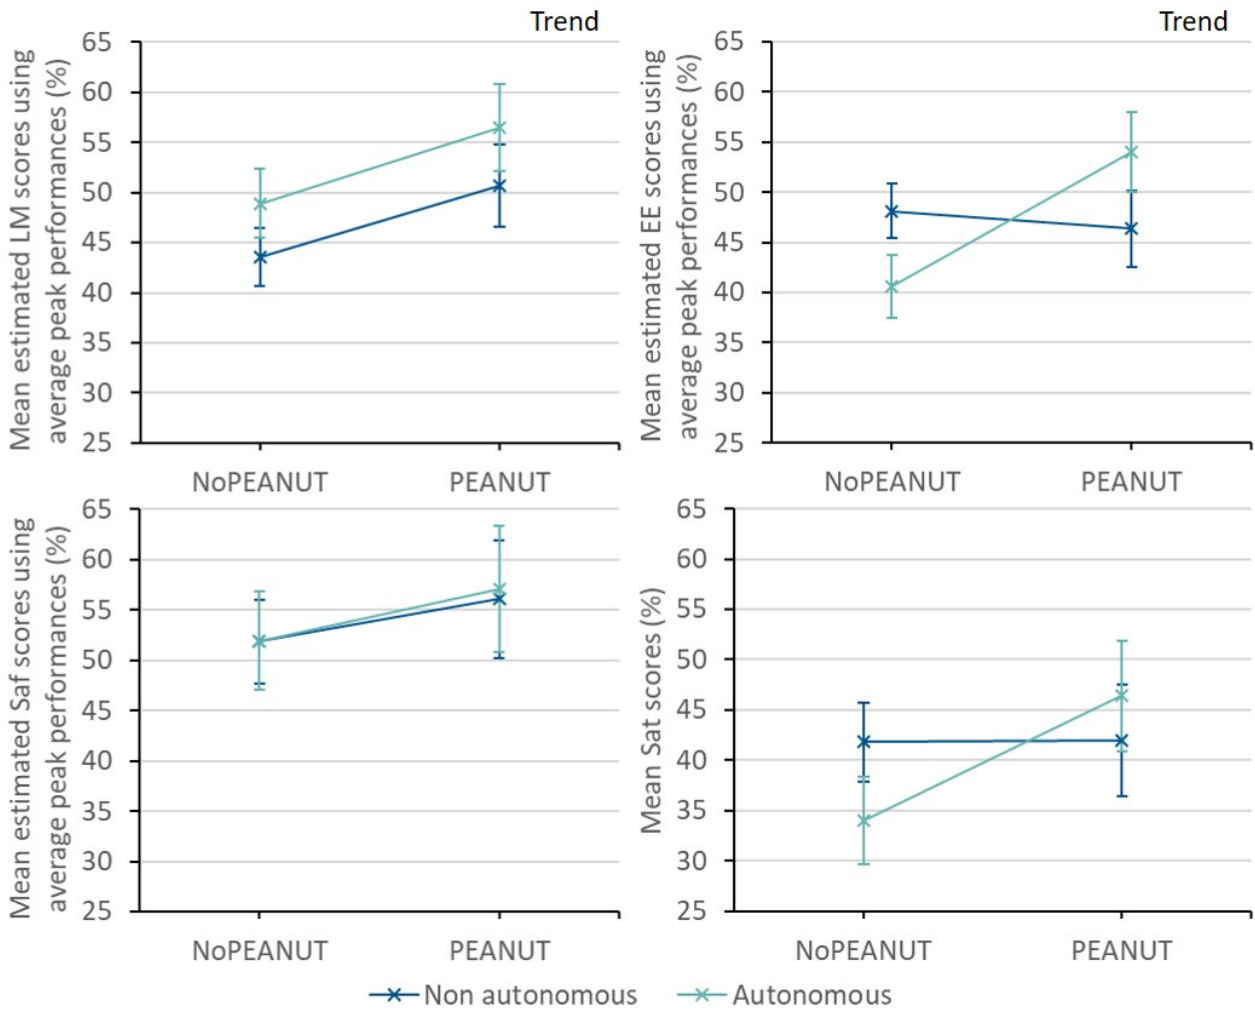 Trend
Mean estimated LM scores using
average peak performances (%)
65
60
55
50
45
40
35
30
25
NoPEANUT PEANUT
Trend
Mean estimated EE scores using
average peak performances (%)
65
60
55
50
45
40
35
30
25
NoPEANUT PEANUT
Mean estimated Saf scores using
average peak performances (%)
65
60
55
50
45
40
35
30
25
NoPEANUT PEANUT
Mean Sat scores (%)
65
60
55
50
45
40
35
30
25
NoPEANUT PEANUT
Non autonomous Autonomous